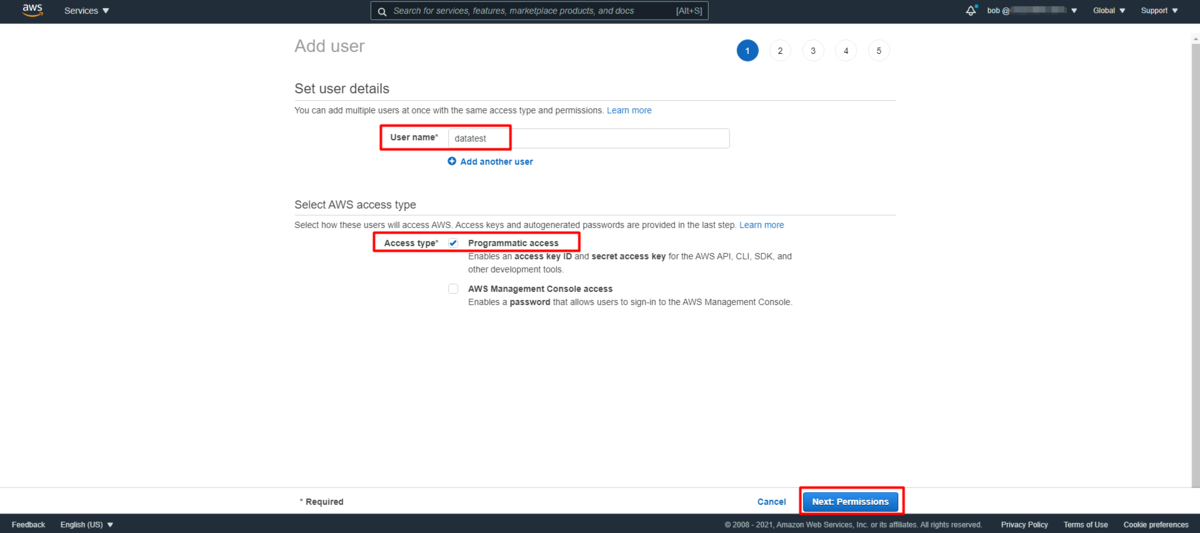 aws Services Search for services, features, marketplace products, and docs [Alt+S] bob @ Global Support
Add user 1 2 3 4 5
Set user details
You can add multiple users at once with the same access type and permissions. Learn more
User name* datatest
Add another user
Select AWS access type
Select how these users will access AWS. Access keys and autogenerated passwords are provided in the last step. Learn more
Access type* Programmatic access
Enables an access key ID and secret access key for the AWS API, CLI, SDK, and
other development tools.
AWS Management Console access
Enables a password that allows users to sign-in to the AWS Management Console.
* Required Cancel Next: Permissions
Feedback English (US) © 2008 - 2021, Amazon Web Services, Inc. or its affiliates. All rights reserved. Privacy Policy Terms of Use Cookie preferences